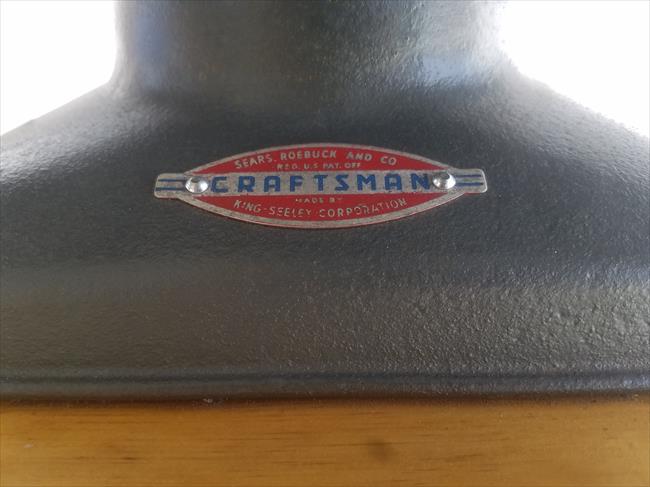 SEARS, ROEBUCK AND CO
REG. U.S. PAT. OFF
CRAFTSMAN
MADE BY
KING-SEELEY CORPORATION